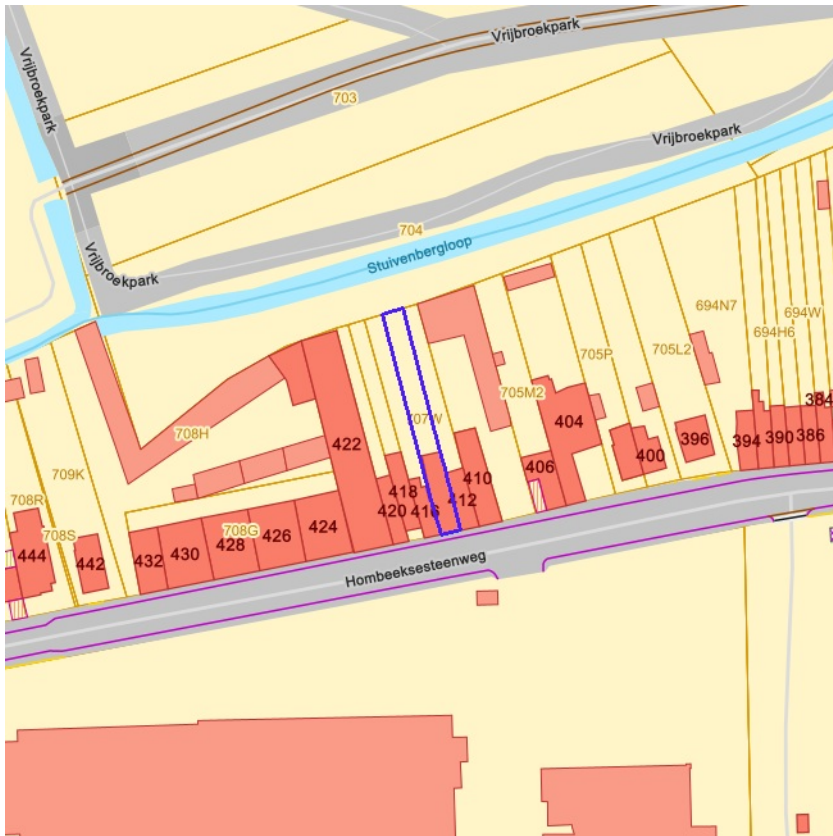 Vrijbroekpark
Vrijbroekpark
703
Vrijbroekpark
704
Stuivenbergloop
Vrijbroekpark
694N7
694W
694H6
705L2
705P
705M2
707W
708H
709K
708R
708S
708G
384
386
390
394
396
400
404
406
410
412
416
418
420
422
424
426
428
430
432
442
444
Hombeeksesteenweg